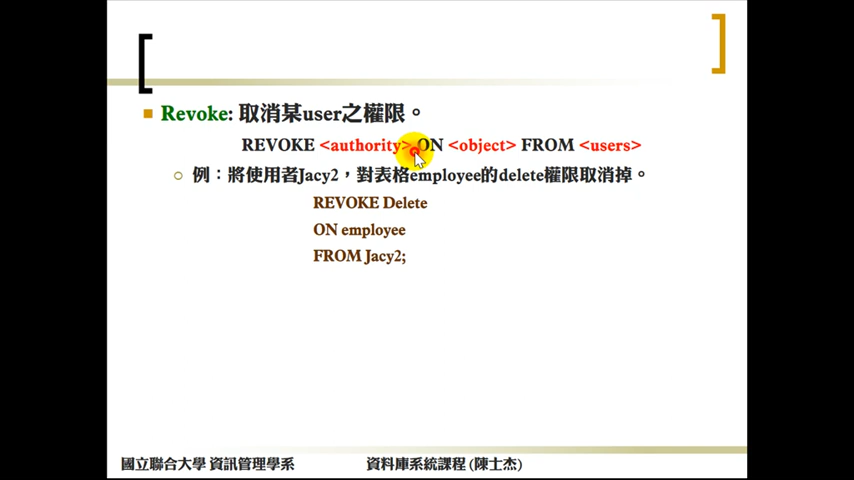 Revoke: 取消某user之權限。
REVOKE <authority> ON <object> FROM <users>
例：將使用者Jacy2，對表格employee的delete權限取消掉。
REVOKE Delete
ON employee
FROM Jacy2;
國立聯合大學 資訊管理學系 資料庫系統課程 (陳士杰)